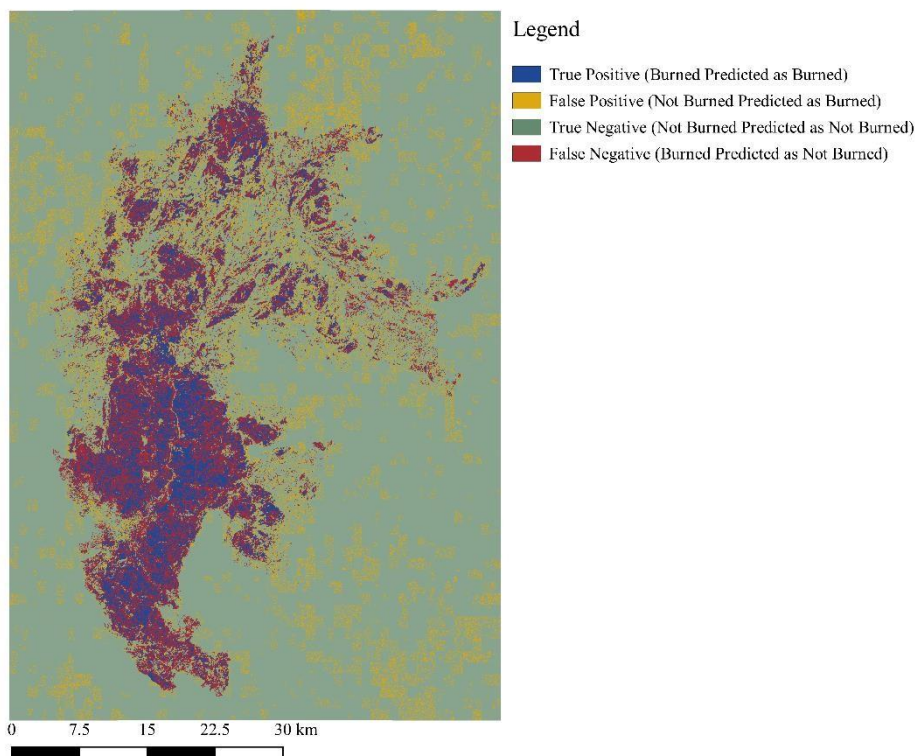 Legend
True Positive (Burned Predicted as Burned)
False Positive (Not Burned Predicted as Burned)
True Negative (Not Burned Predicted as Not Burned)
False Negative (Burned Predicted as Not Burned)
0 7.5 15 22.5 30 km